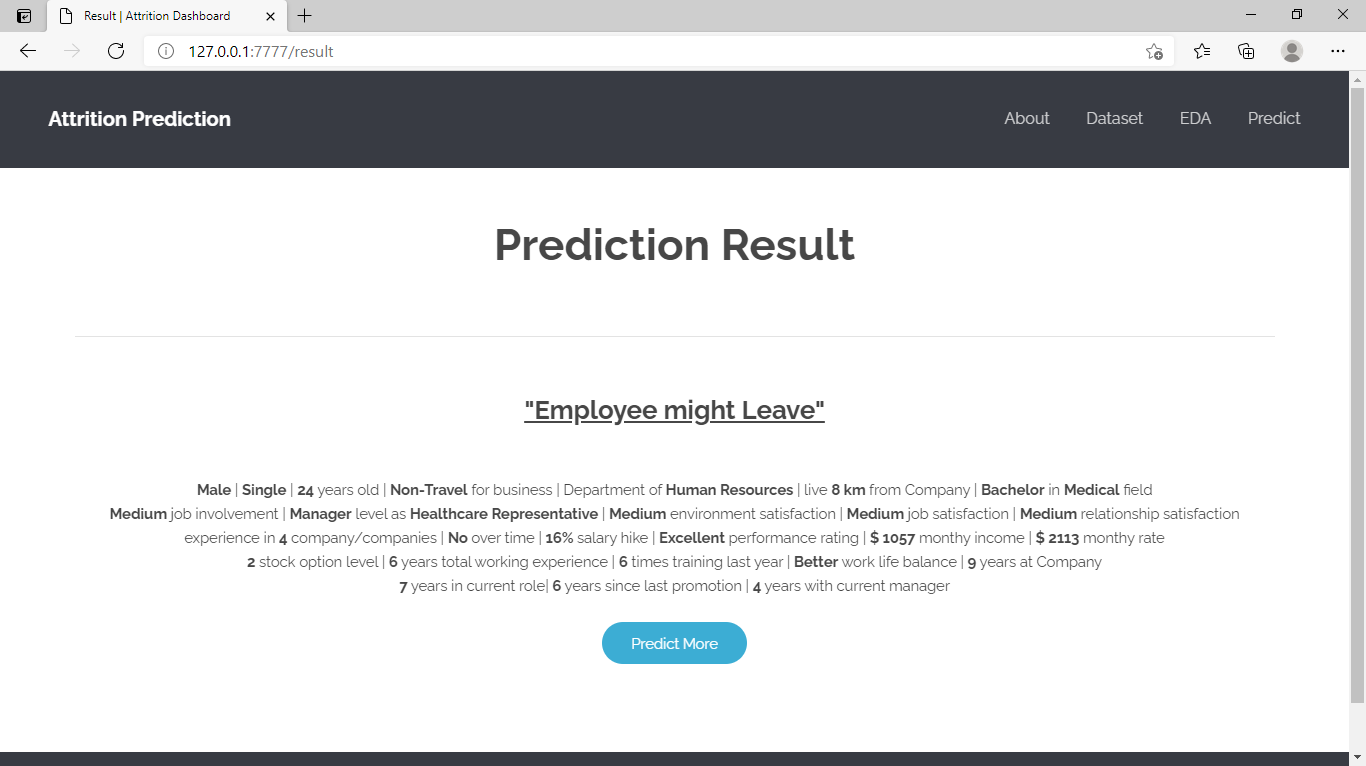 Result | Attrition Dashboard
127.0.0.1:7777/result
Attrition Prediction
About Dataset EDA Predict
Prediction Result
"Employee might Leave"
Male | Single | 24 years old | Non-Travel for business | Department of Human Resources | live 8 km from Company | Bachelor in Medical field
Medium job involvement | Manager level as Healthcare Representative | Medium environment satisfaction | Medium job satisfaction | Medium relationship satisfaction
experience in 4 company/companies | No over time | 16% salary hike | Excellent performance rating | $ 1057 monthy income | $ 2113 monthy rate
2 stock option level | 6 years total working experience | 6 times training last year | Better work life balance | 9 years at Company
7 years in current role| 6 years since last promotion | 4 years with current manager
Predict More